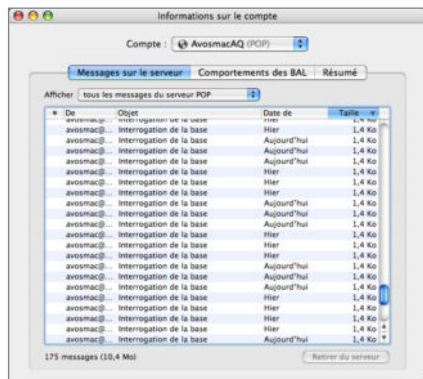 Informations sur le compte
Compte : AvosmacAQ (POP)
Messages sur le serveur Comportements des BAL Résumé
Afficher tous les messages du serveur POP
De Objet Date de Taille
avosmac@... Interrogation de la base Hier 1,4 Ko
avosmac@... Interrogation de la base Hier 1,4 Ko
avosmac@... Interrogation de la base Aujourd'hui 1,4 Ko
avosmac@... Interrogation de la base Aujourd'hui 1,4 Ko
avosmac@... Interrogation de la base Aujourd'hui 1,4 Ko
avosmac@... Interrogation de la base Hier 1,4 Ko
avosmac@... Interrogation de la base Hier 1,4 Ko
avosmac@... Interrogation de la base Hier 1,4 Ko
avosmac@... Interrogation de la base Aujourd'hui 1,4 Ko
avosmac@... Interrogation de la base Hier 1,4 Ko
avosmac@... Interrogation de la base Hier 1,4 Ko
avosmac@... Interrogation de la base Hier 1,4 Ko
avosmac@... Interrogation de la base Hier 1,4 Ko
avosmac@... Interrogation de la base Hier 1,4 Ko
avosmac@... Interrogation de la base Aujourd'hui 1,4 Ko
avosmac@... Interrogation de la base Aujourd'hui 1,4 Ko
avosmac@... Interrogation de la base Aujourd'hui 1,4 Ko
avosmac@... Interrogation de la base Hier 1,4 Ko
avosmac@... Interrogation de la base Hier 1,4 Ko
avosmac@... Interrogation de la base Hier 1,4 Ko
avosmac@... Interrogation de la base Aujourd'hui 1,4 Ko
avosmac@... Interrogation de la base Hier 1,4 Ko
175 messages (10,4 Mo) Retirer du serveur